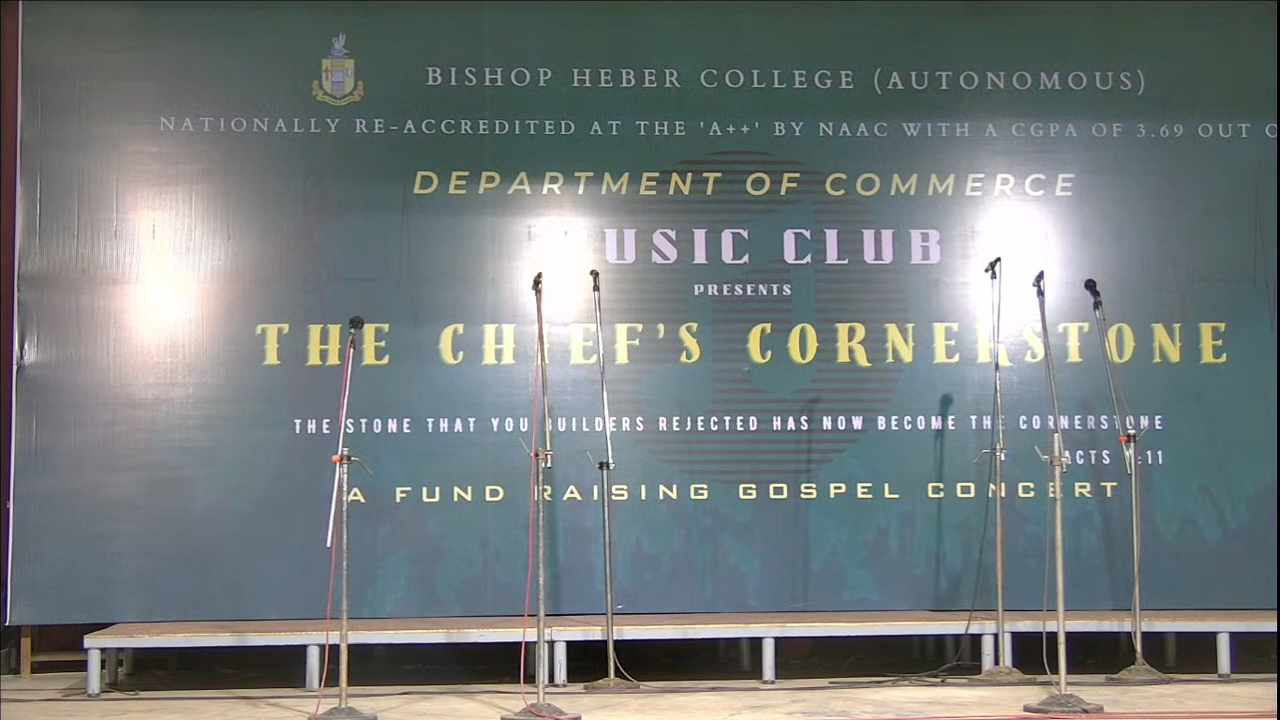 BISHOP HEBER COLLEGE (AUTONOMOUS)
NATIONALLY RE-ACCREDITED AT THE 'A++' BY NAAC WITH A CGPA OF 3.69 OUT
DEPARTMENT OF COMMERCE
MUSIC CLUB
PRESENTS
THE CHIEF'S CORNERSTONE
THE STONE THAT YOU BUILDERS REJECTED HAS NOW BECOME THE CORNERSTONE
ACTS
A FUND RAISING GOSPEL CONCERT